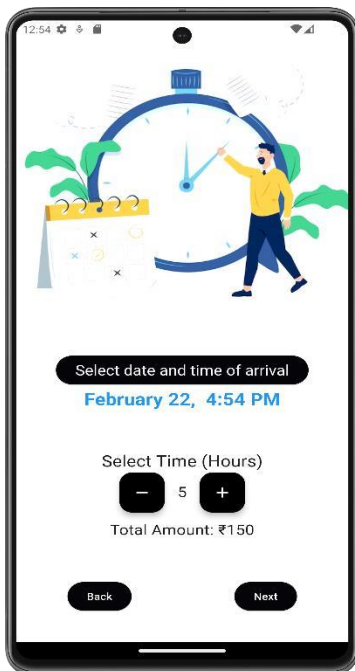 12:54
Select date and time of arrival
February 22, 4:54 PM
Select Time (Hours)
− 5 +
Total Amount: ₹150
Back Next